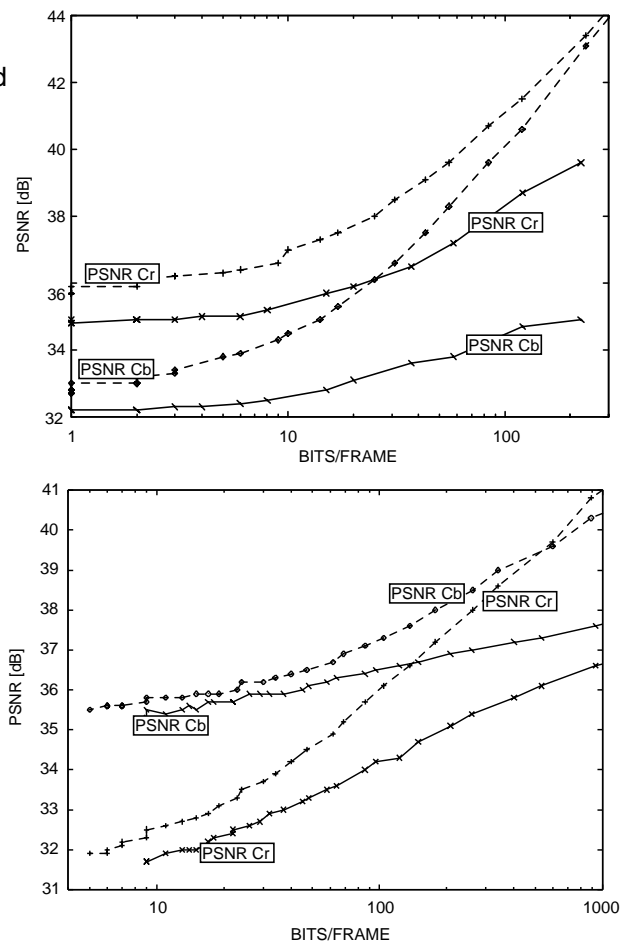 44
d
42
40
38
36
34
32
PSNR [dB]
PSNR Cr
PSNR Cr
PSNR Cb
PSNR Cb
1
10
100
BITS/FRAME
41
40
39
38
37
36
35
34
33
32
31
PSNR [dB]
PSNR Cb
PSNR Cr
PSNR Cb
PSNR Cr
10
100
1000
BITS/FRAME